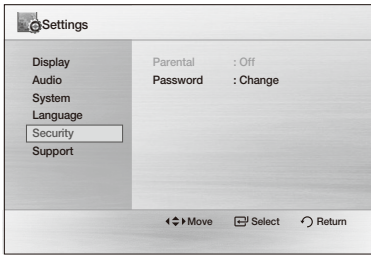 Settings
Display
Audio
System
Language
Security
Support
Parental : Off
Password : Change
Move Select Return